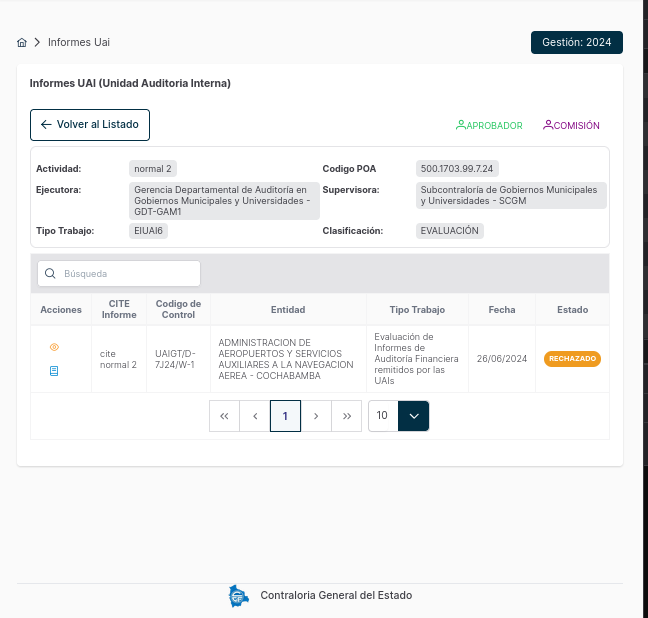 Informes Uai
Gestión: 2024
Informes UAI (Unidad Auditoria Interna)
Volver al Listado
APROBADOR
COMISIÓN
Actividad:
normal 2
Codigo POA
500.1703.99.7.24
Ejecutora:
Gerencia Departamental de Auditoría en
Gobiernos Municipales y Universidades -
GDT-GAM1
Supervisora:
Subcontraloría de Gobiernos Municipales
y Universidades - SCGM
Tipo Trabajo:
EIUAI6
Clasificación:
EVALUACIÓN
Búsqueda
Acciones
CITE
Informe
Codigo de
Control
Entidad
Tipo Trabajo
Fecha
Estado
cite
normal 2
UAIGT/D-
7J24/W-1
ADMINISTRACION DE
AEROPUERTOS Y SERVICIOS
AUXILIARES A LA NAVEGACION
AEREA - COCHABAMBA
Evaluación de
Informes de
Auditoría Financiera
remitidos por las
UAIs
26/06/2024
RECHAZADO
1
10
Contraloria General del Estado